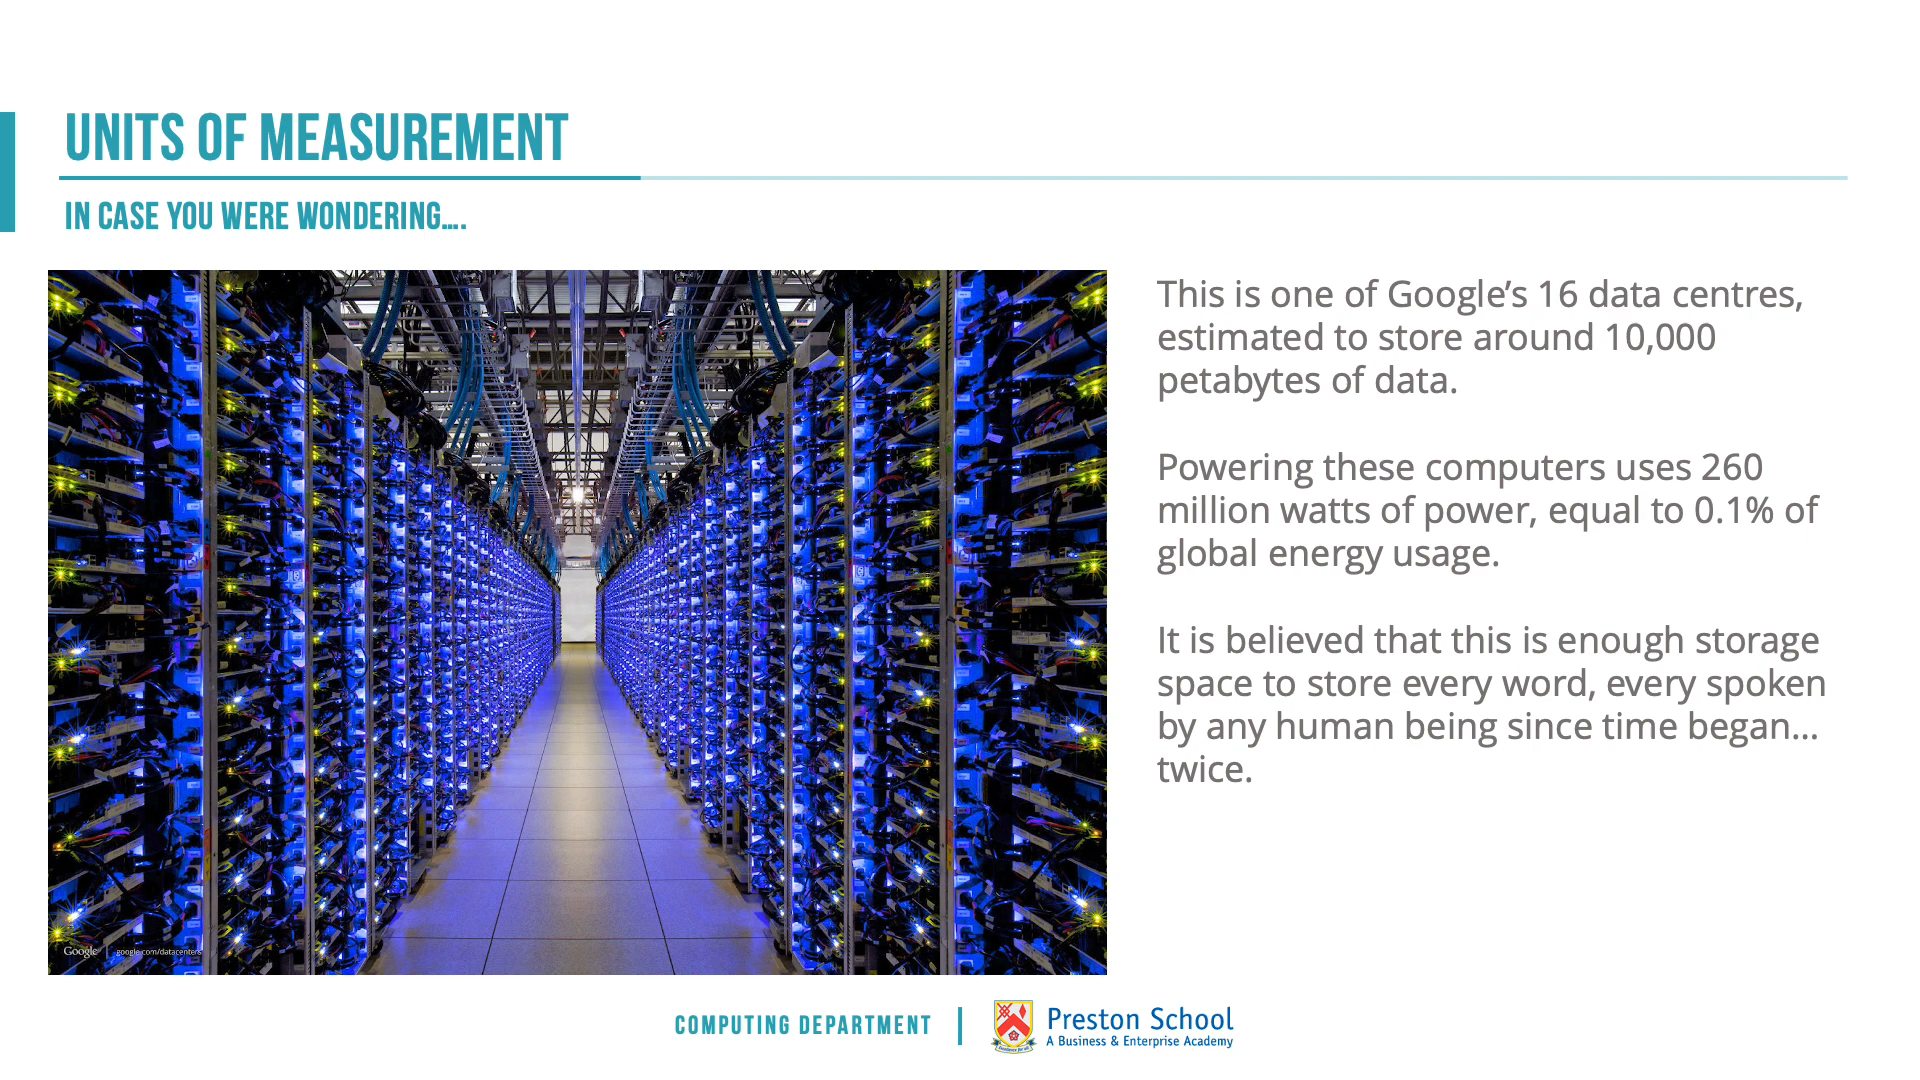 UNITS OF MEASUREMENT
IN CASE YOU WERE WONDERING....
This is one of Google’s 16 data centres,
estimated to store around 10,000
petabytes of data.
Powering these computers uses 260
million watts of power, equal to 0.1% of
global energy usage.
It is believed that this is enough storage
space to store every word, every spoken
by any human being since time began…
twice.
Google | google.com/datacenters
COMPUTING DEPARTMENT
Preston School
A Business & Enterprise Academy